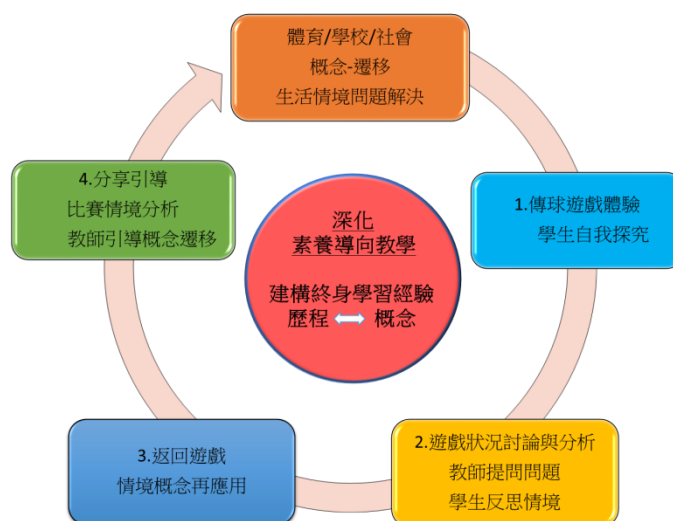 體育/學校/社會
概念-遷移
生活情境問題解決
1.傳球遊戲體驗
學生自我探究
2.遊戲狀況討論與分析
教師提問問題
學生反思情境
3.返回遊戲
情境概念再應用
4.分享引導
比賽情境分析
教師引導概念遷移
深化
素養導向教學
建構終身學習經驗
歷程 概念